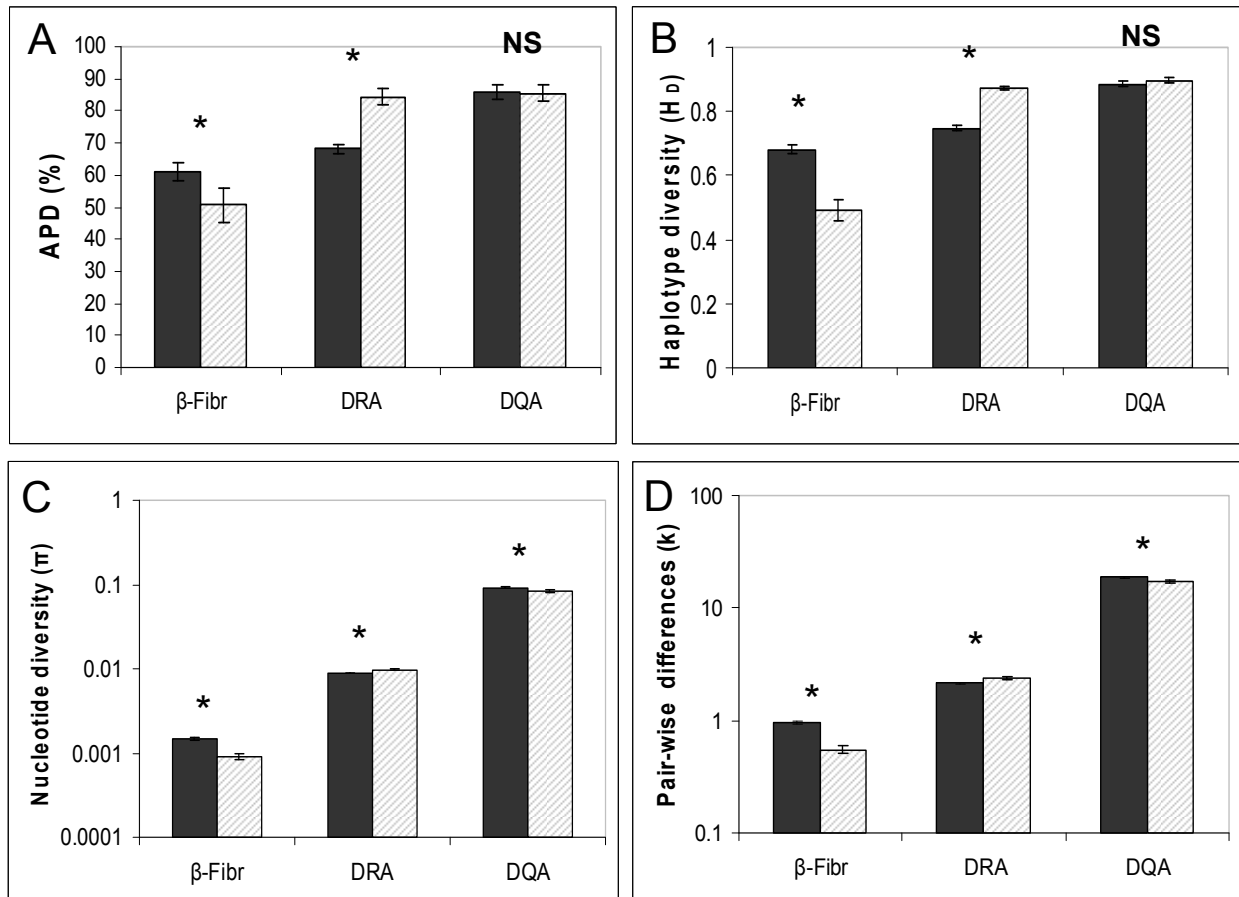 A
NS
*
*
APD (%)
100
90
80
70
60
50
40
30
20
10
0
β-Fibr DRA DQA
B
NS
*
*
Haplotype diversity (H D)
1
0.8
0.6
0.4
0.2
0
β-Fibr DRA DQA
C
*
*
*
Nucleotide diversity (π)
1
0.1
0.01
0.001
0.0001
β-Fibr DRA DQA
D
*
*
*
Pair-wise differences (k)
100
10
1
0.1
β-Fibr DRA DQA